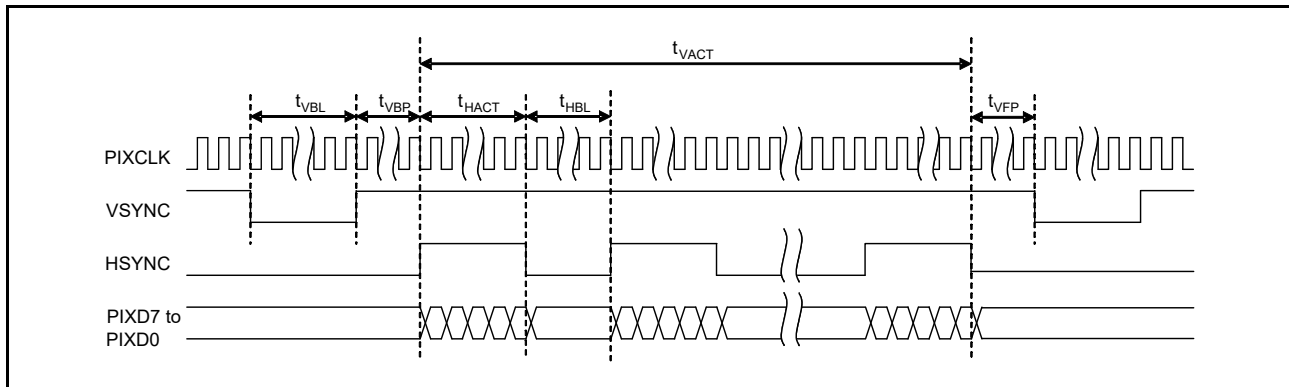 tVACT
tVBL tVBP tHACT tHBL tVFP
PIXCLK
VSYNC
HSYNC
PIXD7 to
PIXD0